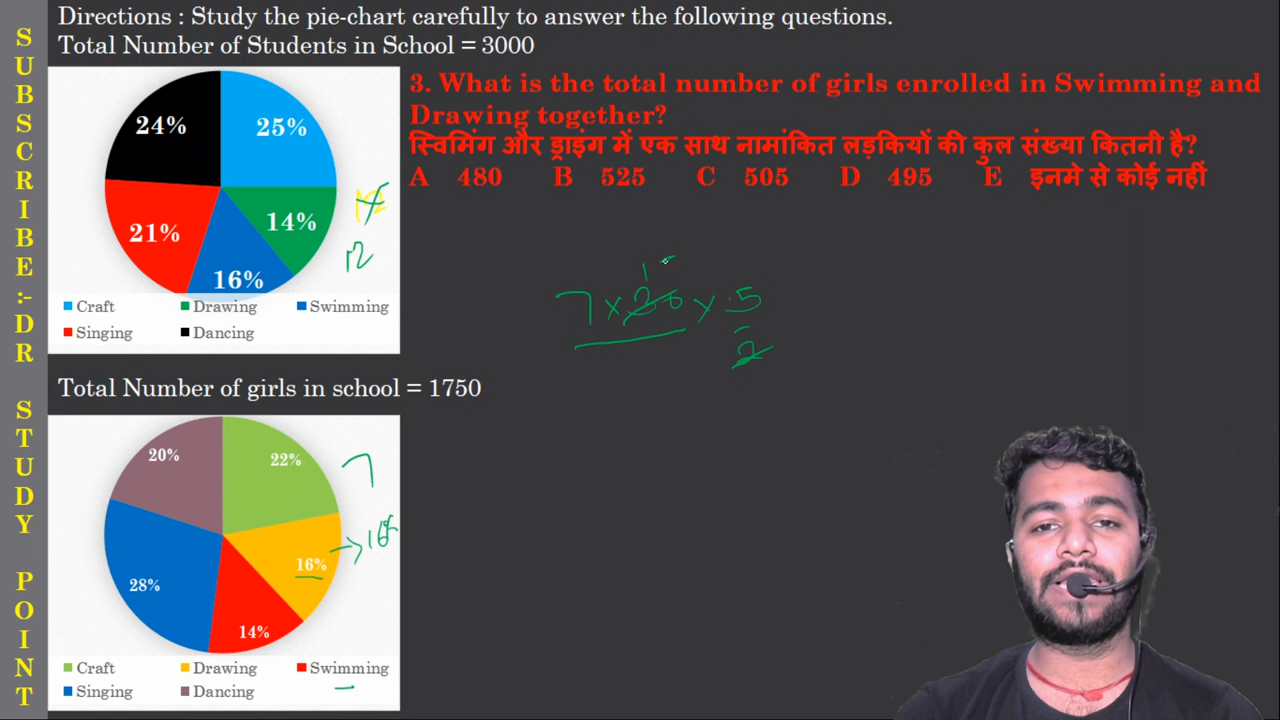 SUBSCRIBE:-DR STUDY POINT
Directions : Study the pie-chart carefully to answer the following questions.
Total Number of Students in School = 3000
24%
25%
14%
21%
16%
12
Craft
Drawing
Swimming
Singing
Dancing
3. What is the total number of girls enrolled in Swimming and
Drawing together?
स्विमिंग और ड्राइंग में एक साथ नामांकित लड़कियों की कुल संख्या कितनी है?
A 480 B 525 C 505 D 495 E इनमे से कोई नहीं
Total Number of girls in school = 1750
20%
22%
16%
28%
14%
7
Craft
Drawing
Swimming
Singing
Dancing